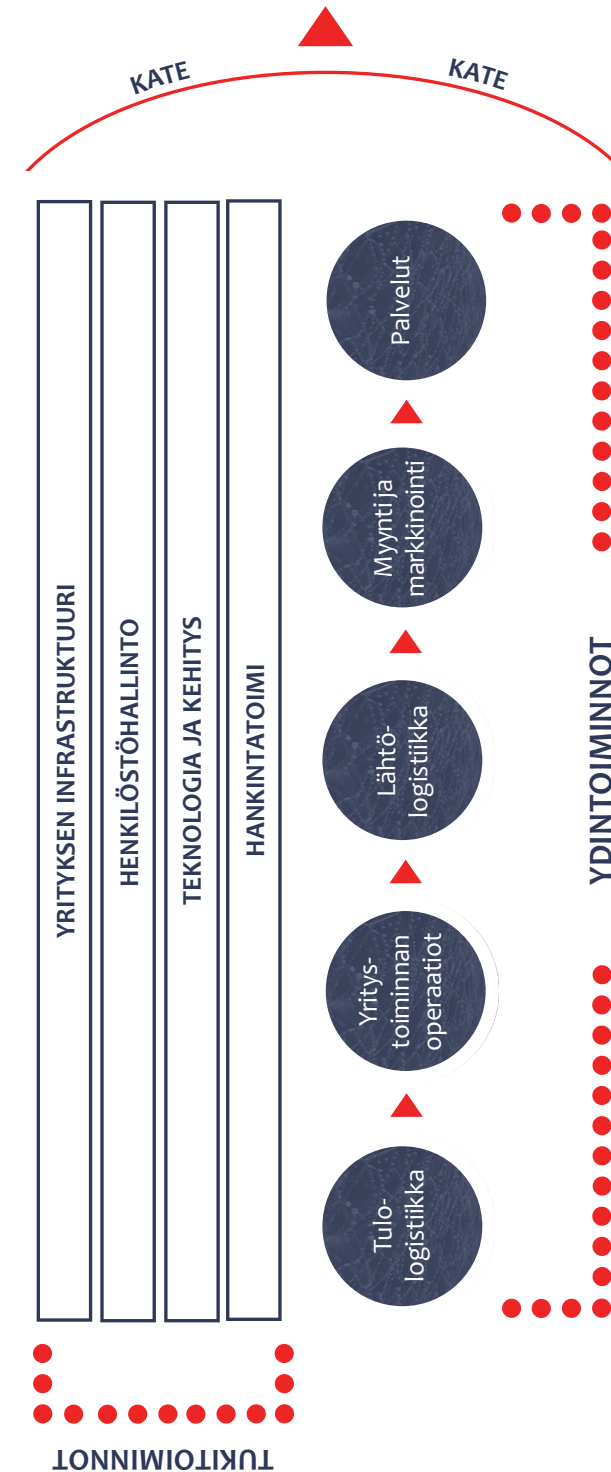 TUKITOIMINNOT
YRITYKSEN INFRASTRUKTUURI
HENKILÖSTÖHALLINTO
TEKNOLOGIA JA KEHITYS
HANKINTATOIMI
Tulo-
logistiikka
Yritys-
toiminnan
operaatiot
Lähtö-
logistiikka
Myynti ja
markkinointi
Palvelut
YDINTOIMINNOT
KATE
KATE